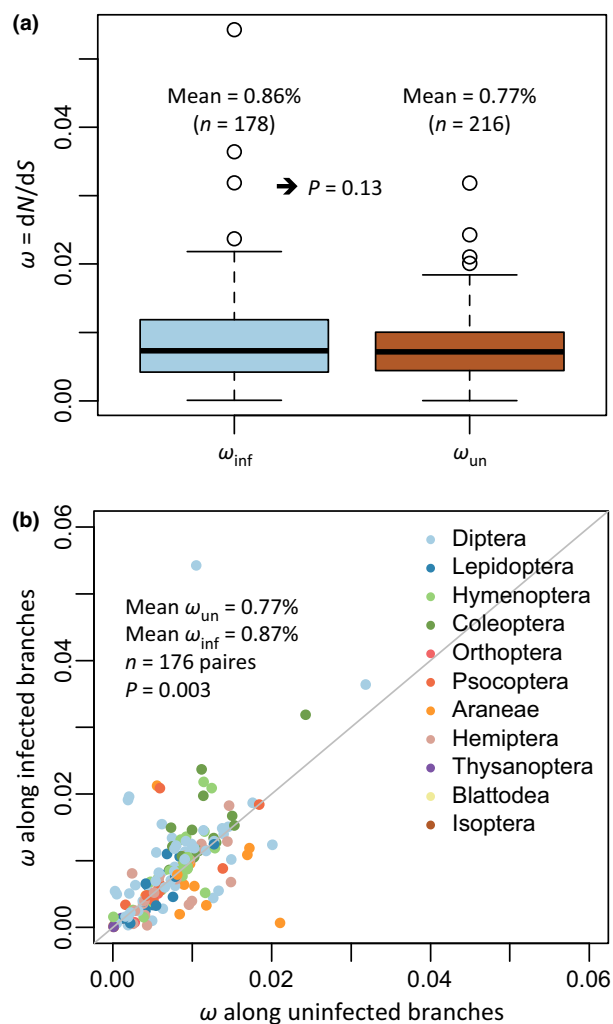 (a)
ω = dN/dS
0.04
0.02
0.00
Mean = 0.86%
(n = 178)
Mean = 0.77%
(n = 216)
➔ P = 0.13
ωinf
ωun
(b)
ω along infected branches
0.06
0.04
0.02
0.00
Mean ωun = 0.77%
Mean ωinf = 0.87%
n = 176 paires
P = 0.003
Diptera
Lepidoptera
Hymenoptera
Coleoptera
Orthoptera
Psocoptera
Araneae
Hemiptera
Thysanoptera
Blattodea
Isoptera
0.00 0.02 0.04 0.06
ω along uninfected branches